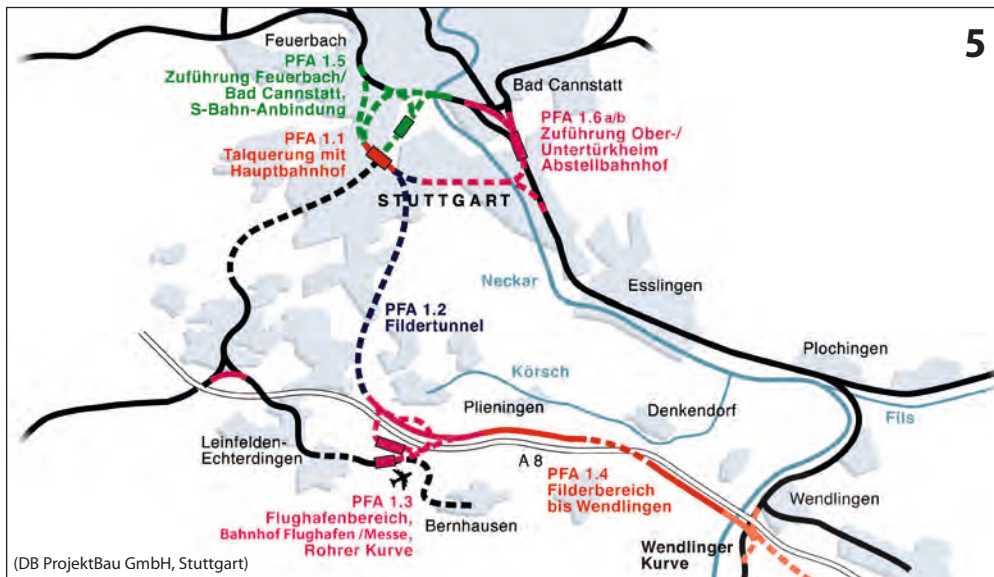 5
Feuerbach
PFA 1.5
Zuführung Feuerbach/
Bad Cannstatt,
S-Bahn-Anbindung
PFA 1.1
Talquerung mit
Hauptbahnhof
Bad Cannstatt
PFA 1.6 a/b
Zuführung Ober-/
Untertürkheim
Abstellbahnhof
STUTTGART
Neckar
Esslingen
PFA 1.2
Fildertunnel
Plochingen
Körsch
Plieningen
Denkendorf
Fils
Leinfelden-
Echterdingen
A 8
PFA 1.4
Filderbereich
bis Wendlingen
Wendlingen
PFA 1.3
Flughafenbereich,
Bahnhof Flughafen /Messe,
Rohrer Kurve
Bernhausen
Wendlinger
Kurve
(DB ProjektBau GmbH, Stuttgart)